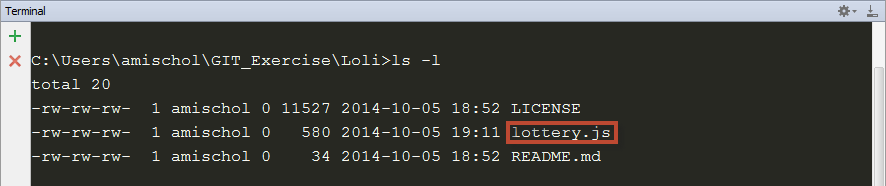 Terminal
C:\Users\amischol\GIT_Exercise\Loli>ls -l
total 20
-rw-rw-rw-  1 amischol 0 11527 2014-10-05 18:52 LICENSE
-rw-rw-rw-  1 amischol 0   580 2014-10-05 19:11 lottery.js
-rw-rw-rw-  1 amischol 0    34 2014-10-05 18:52 README.md